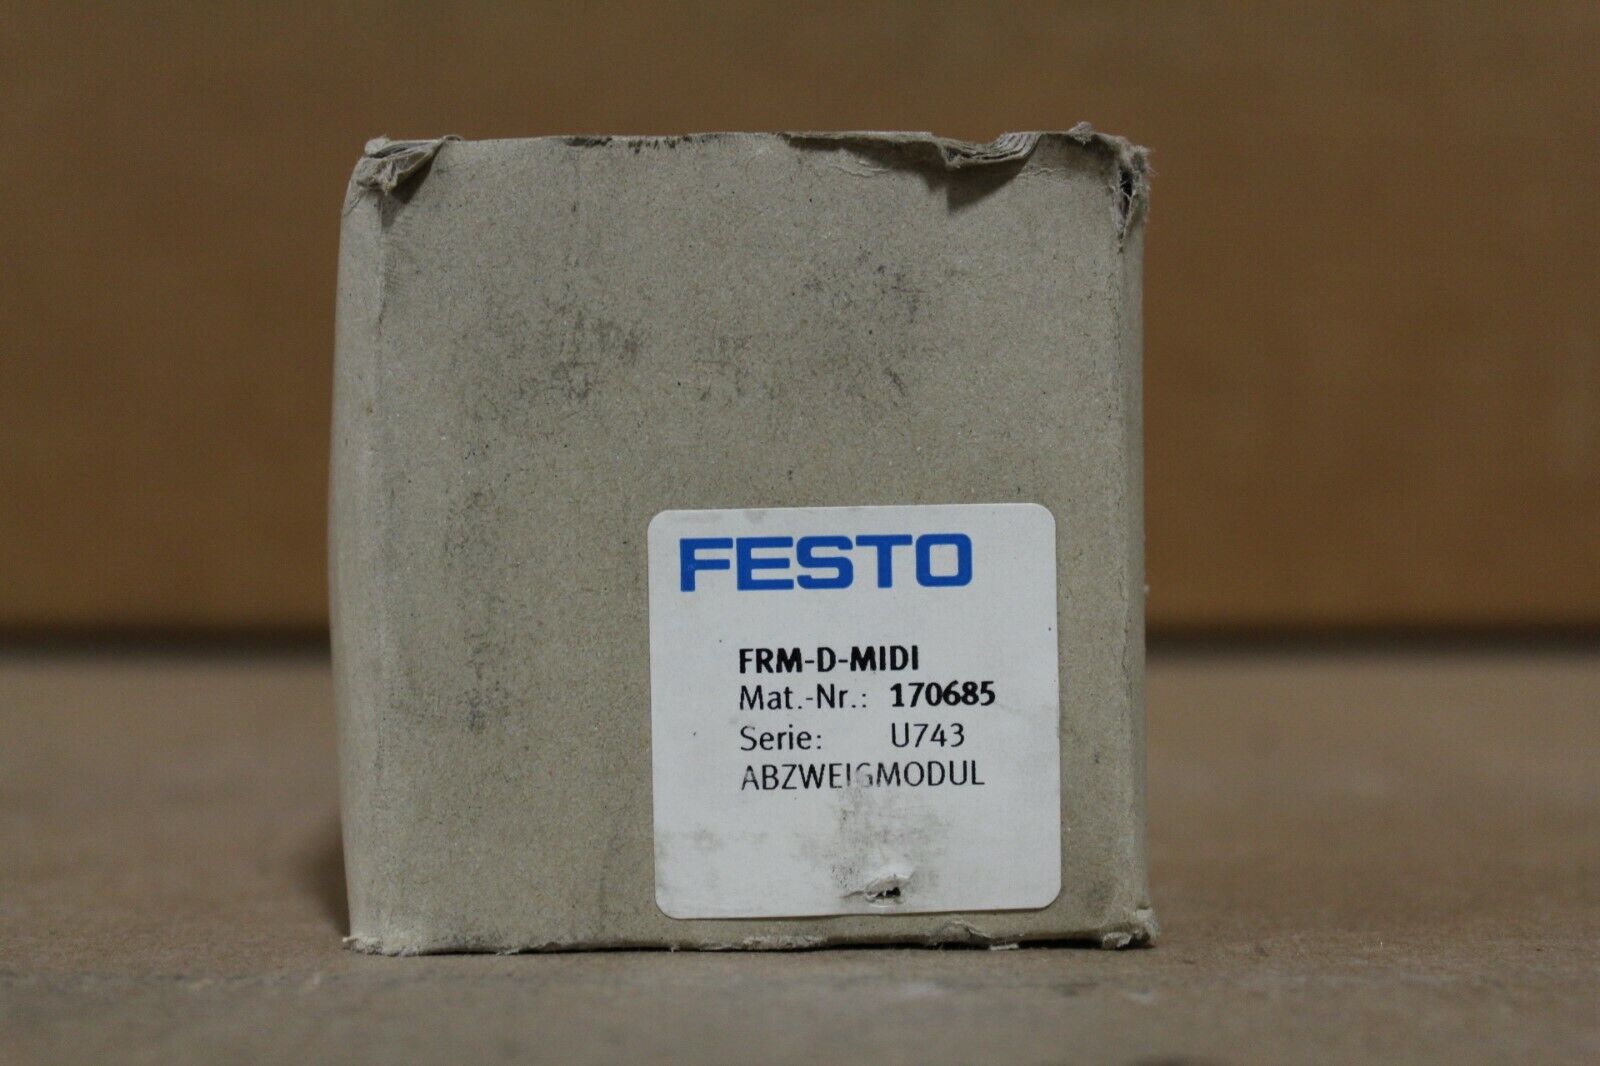 FESTO
FRM-D-MIDI
Mat.-Nr.: 170685
Serie: U743
ABZWEIGMODUL